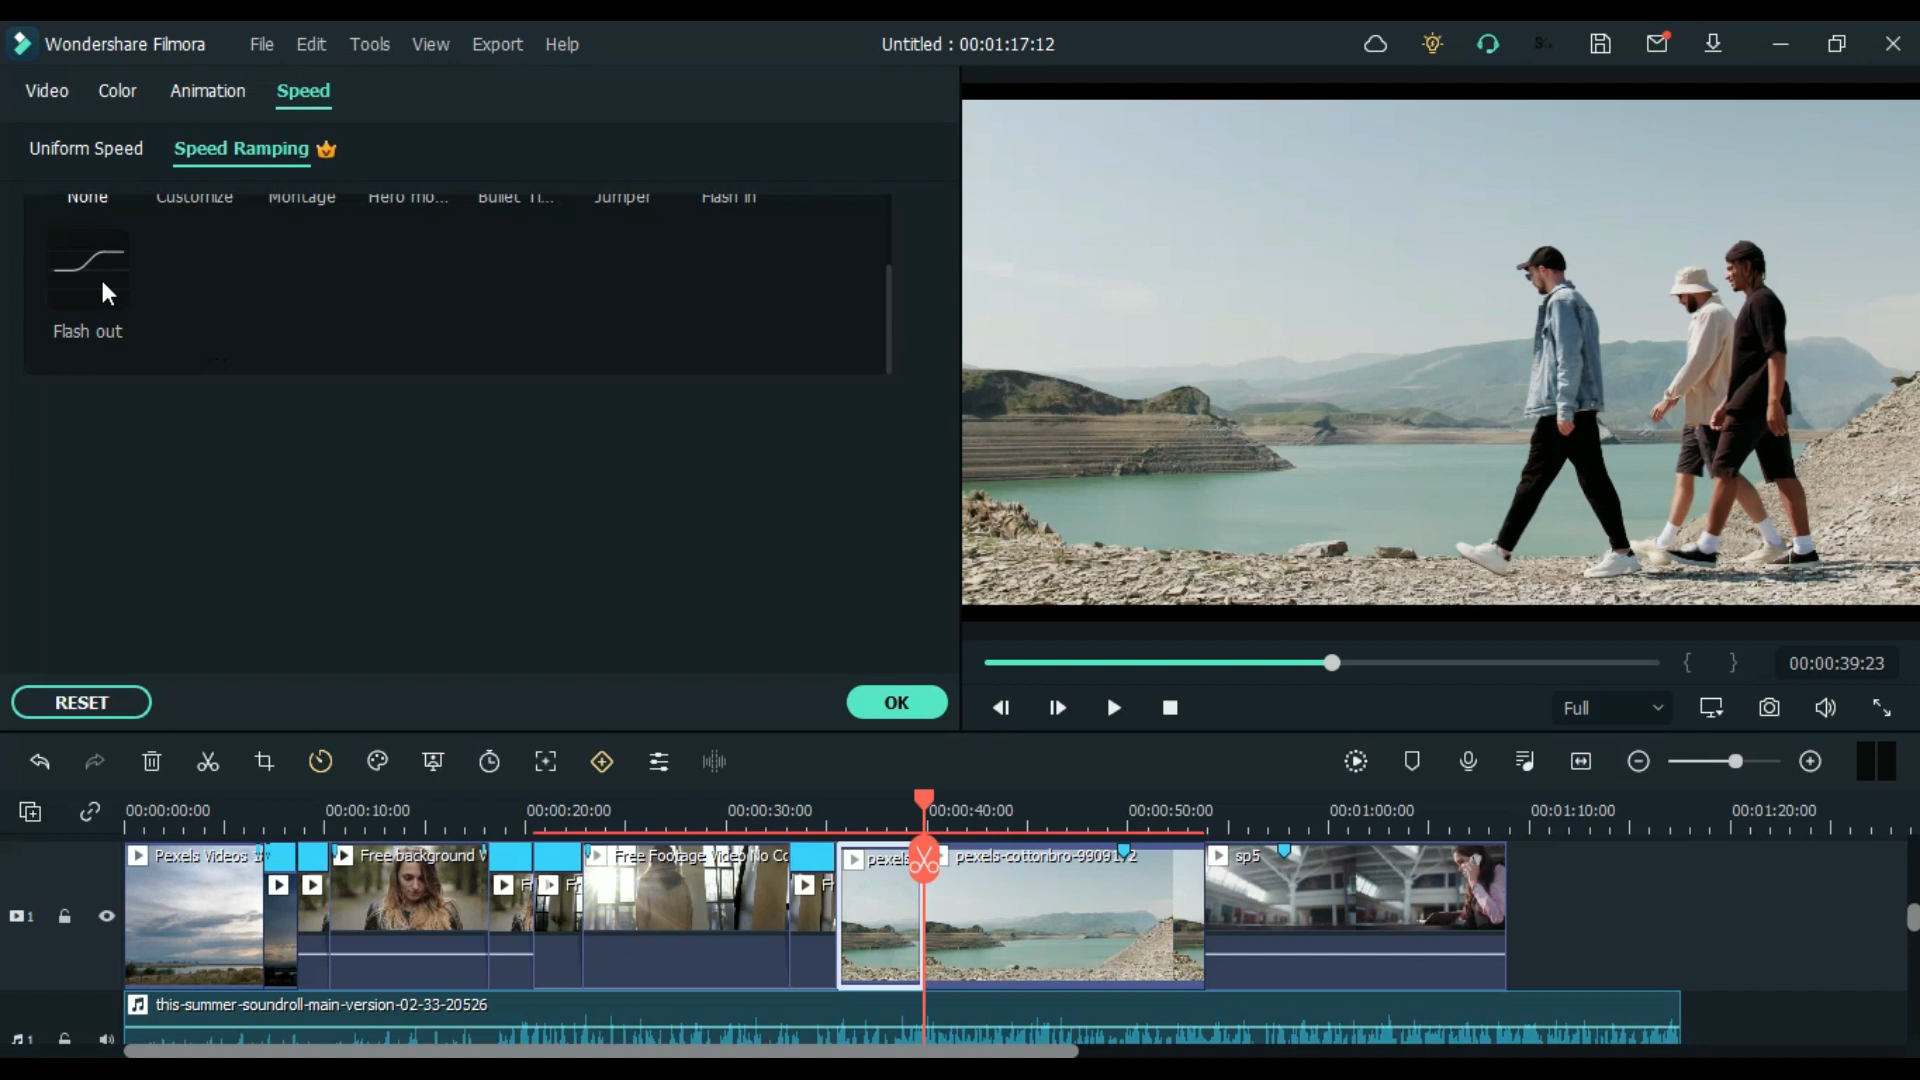 Wondershare Filmora
File Edit Tools View Export Help
Untitled : 00:01:17:12
Video Color Animation Speed
Uniform Speed Speed Ramping
None Customize Montage Hero mo... Bullet Ti... Jumper Flash in
Flash out
RESET
OK
00:00:39:23
Full
00:00:00:00 00:00:10:00 00:00:20:00 00:00:30:00 00:00:40:00 00:00:50:00 00:01:00:00 00:01:10:00 00:01:20:00
Pexels Videos
Free background V
Free Footage Video No Co
pexels
pexels-cottonbro-9909172
sp5
1
this-summer-soundroll-main-version-02-33-20526
1